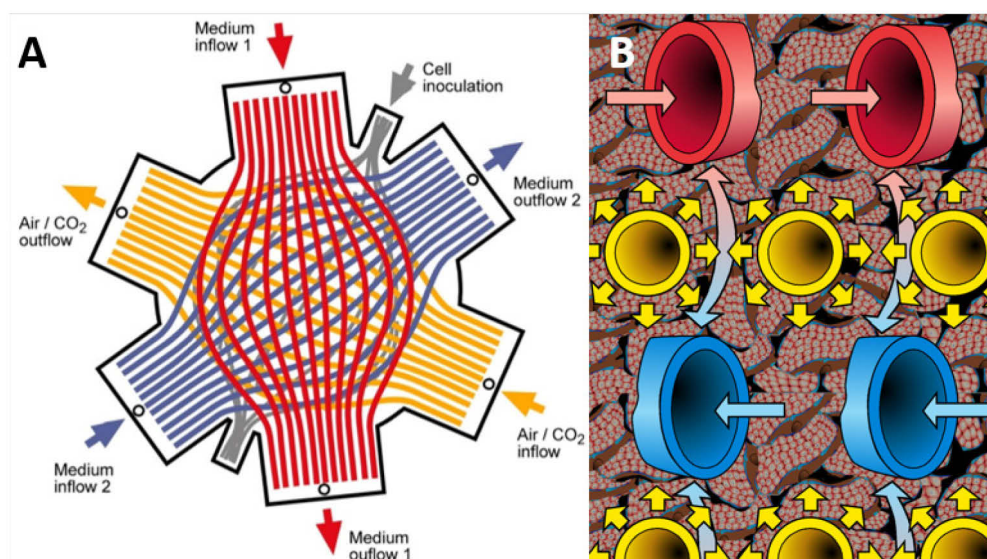 A
Medium
inflow 1
Cell
inoculation
Medium
outflow 2
Air / CO₂
outflow
Medium
inflow 2
Air / CO₂
inflow
Medium
ouflow 1
B